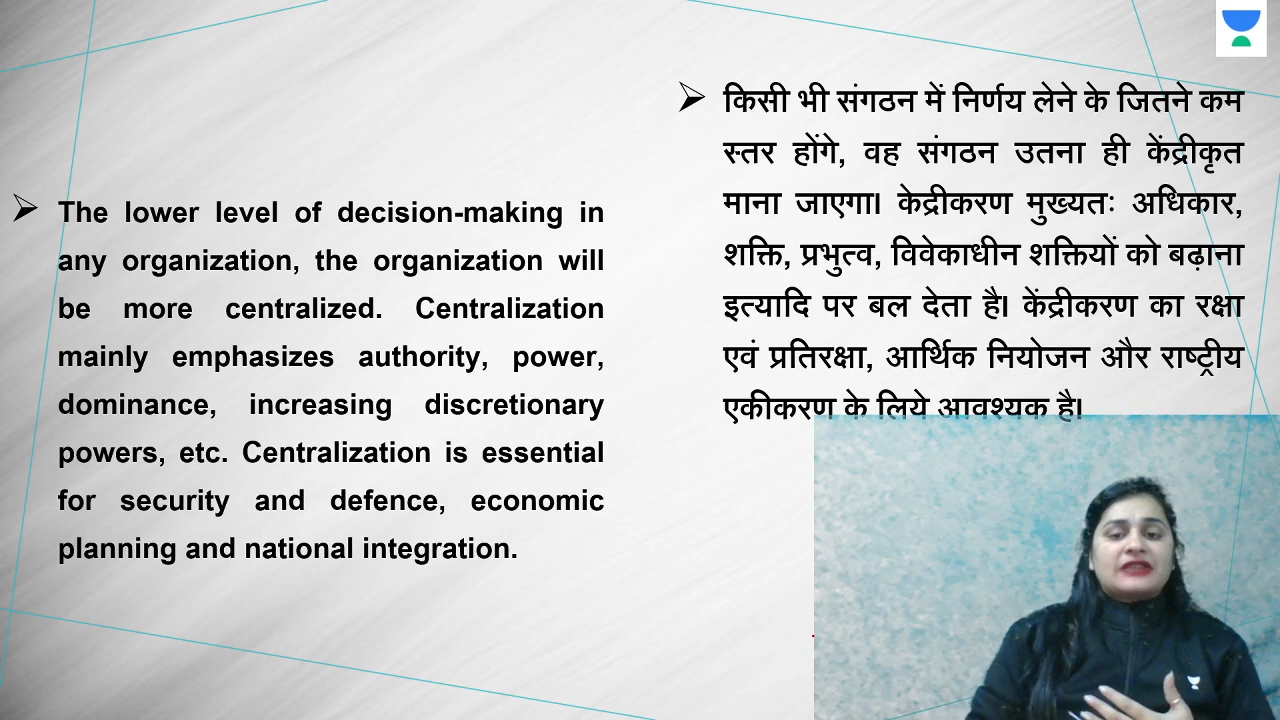 The lower level of decision-making in
any organization, the organization will
be more centralized. Centralization
mainly emphasizes authority, power,
dominance, increasing discretionary
powers, etc. Centralization is essential
for security and defence, economic
planning and national integration.
किसी भी संगठन में निर्णय लेने के जितने कम
स्तर होंगे, वह संगठन उतना ही केंद्रीकृत
माना जाएगा। केद्रीकरण मुख्यतः अधिकार,
शक्ति, प्रभुत्व, विवेकाधीन शक्तियों को बढ़ाना
इत्यादि पर बल देता है। केंद्रीकरण का रक्षा
एवं प्रतिरक्षा, आर्थिक नियोजन और राष्ट्रीय
एकीकरण के लिये आवश्यक है।